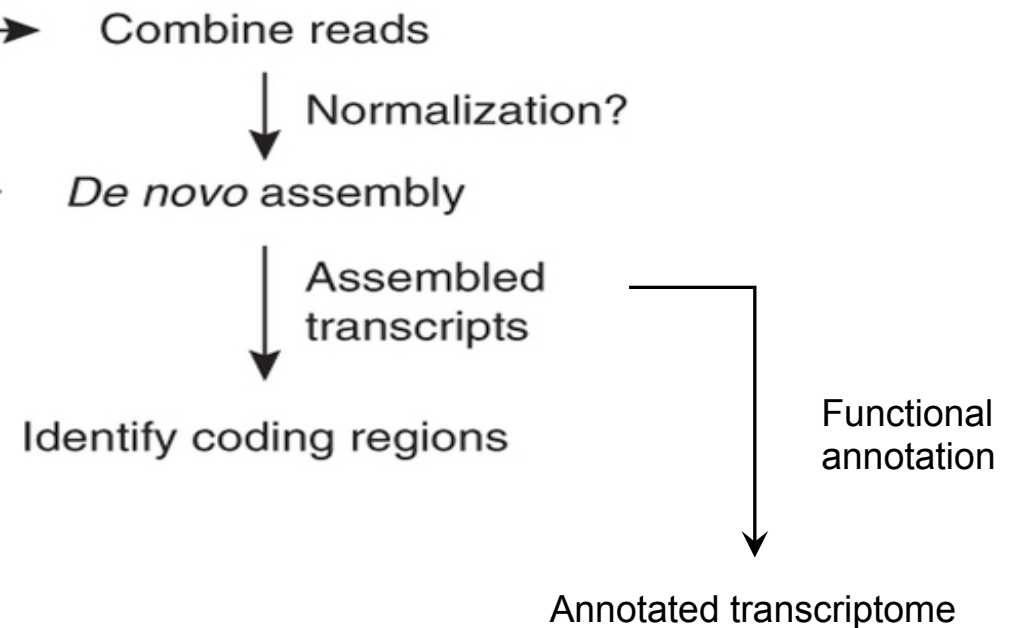 Combine reads
Normalization?
De novo assembly
Assembled
transcripts
Identify coding regions
Functional
annotation
Annotated transcriptome